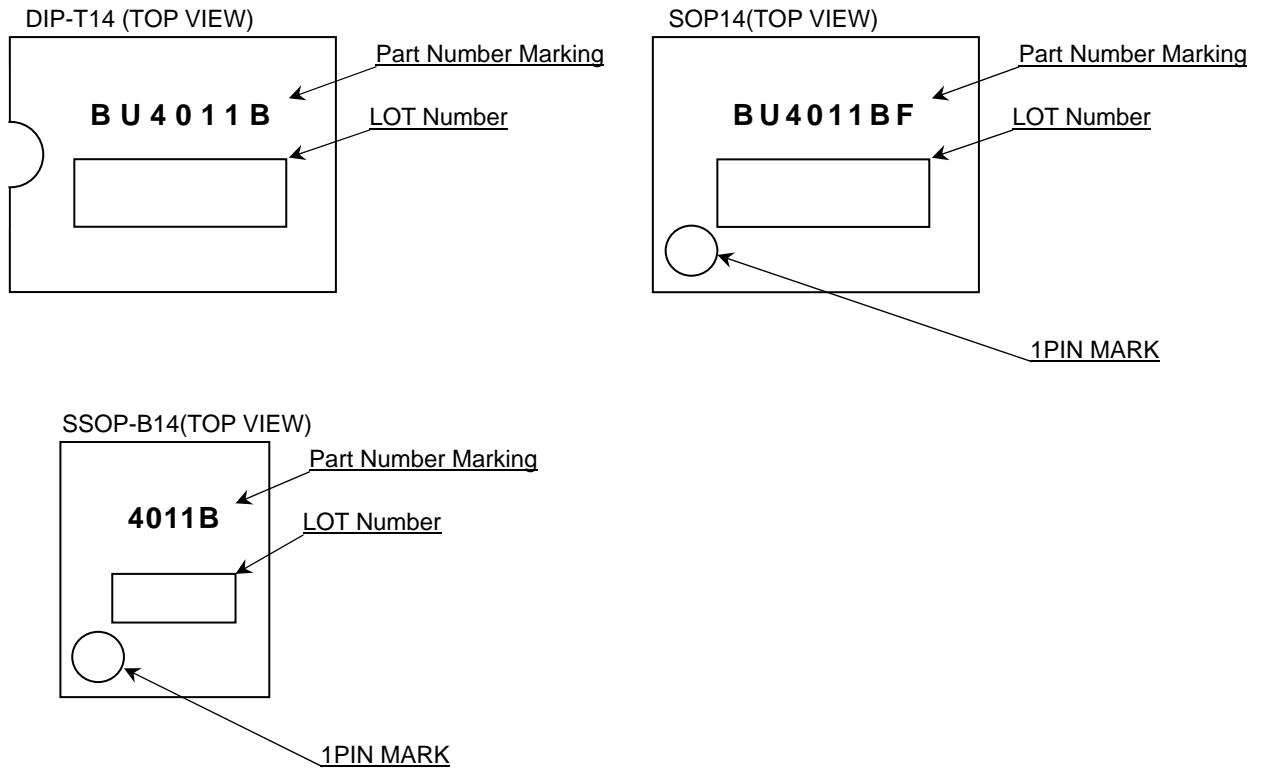 DIP-T14 (TOP VIEW)
Part Number Marking
BU4011B
LOT Number
SOP14(TOP VIEW)
Part Number Marking
BU4011BF
LOT Number
1PIN MARK
SSOP-B14(TOP VIEW)
Part Number Marking
4011B
LOT Number
1PIN MARK